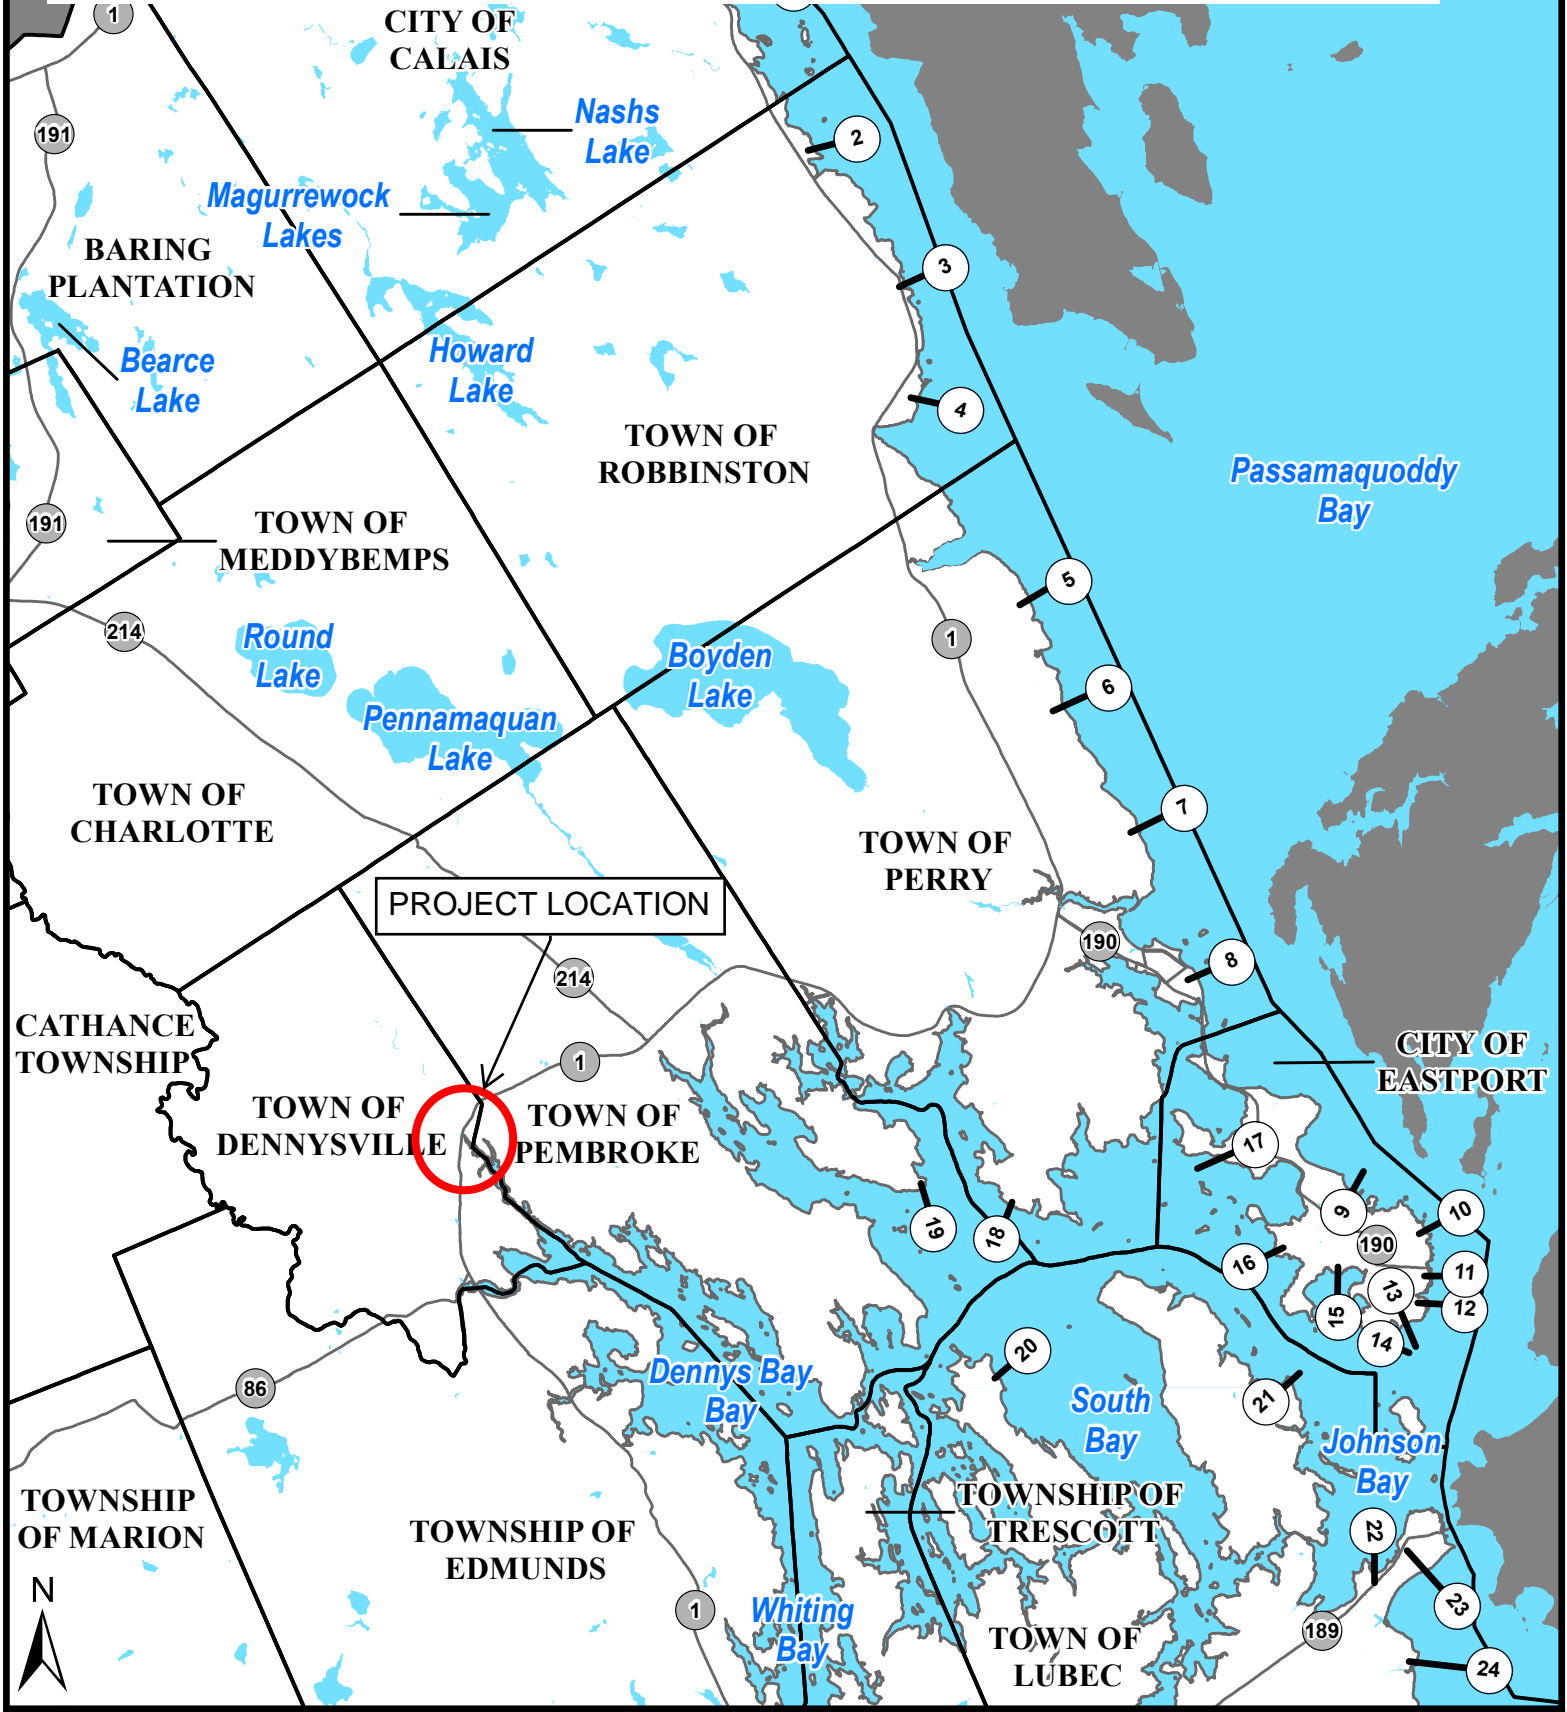 1
CITY OF
CALAIS
191
Nashs
Lake
2
Magurrewock
Lakes
BARING
PLANTATION
3
Bearce
Lake
Howard
Lake
4
TOWN OF
ROBBINSTON
Passamaquoddy
Bay
191
TOWN OF
MEDDYBEMPS
5
214
Round
Lake
1
Boyden
Lake
6
Pennamaquan
Lake
7
TOWN OF
CHARLOTTE
TOWN OF
PERRY
PROJECT LOCATION
190
8
214
CATHANCE
TOWNSHIP
CITY OF
EASTPORT
1
TOWN OF
DENNYSVILLE
TOWN OF
PEMBROKE
17
9
10
19
18
190
16
11
13
12
15
14
20
Dennys Bay
Bay
86
South
Bay
21
Johnson
Bay
TOWNSHIP
OF MARION
TOWNSHIP OF
TRESCOTT
TOWNSHIP OF
EDMUNDS
22
N
1
Whiting
Bay
23
189
TOWN OF
LUBEC
24